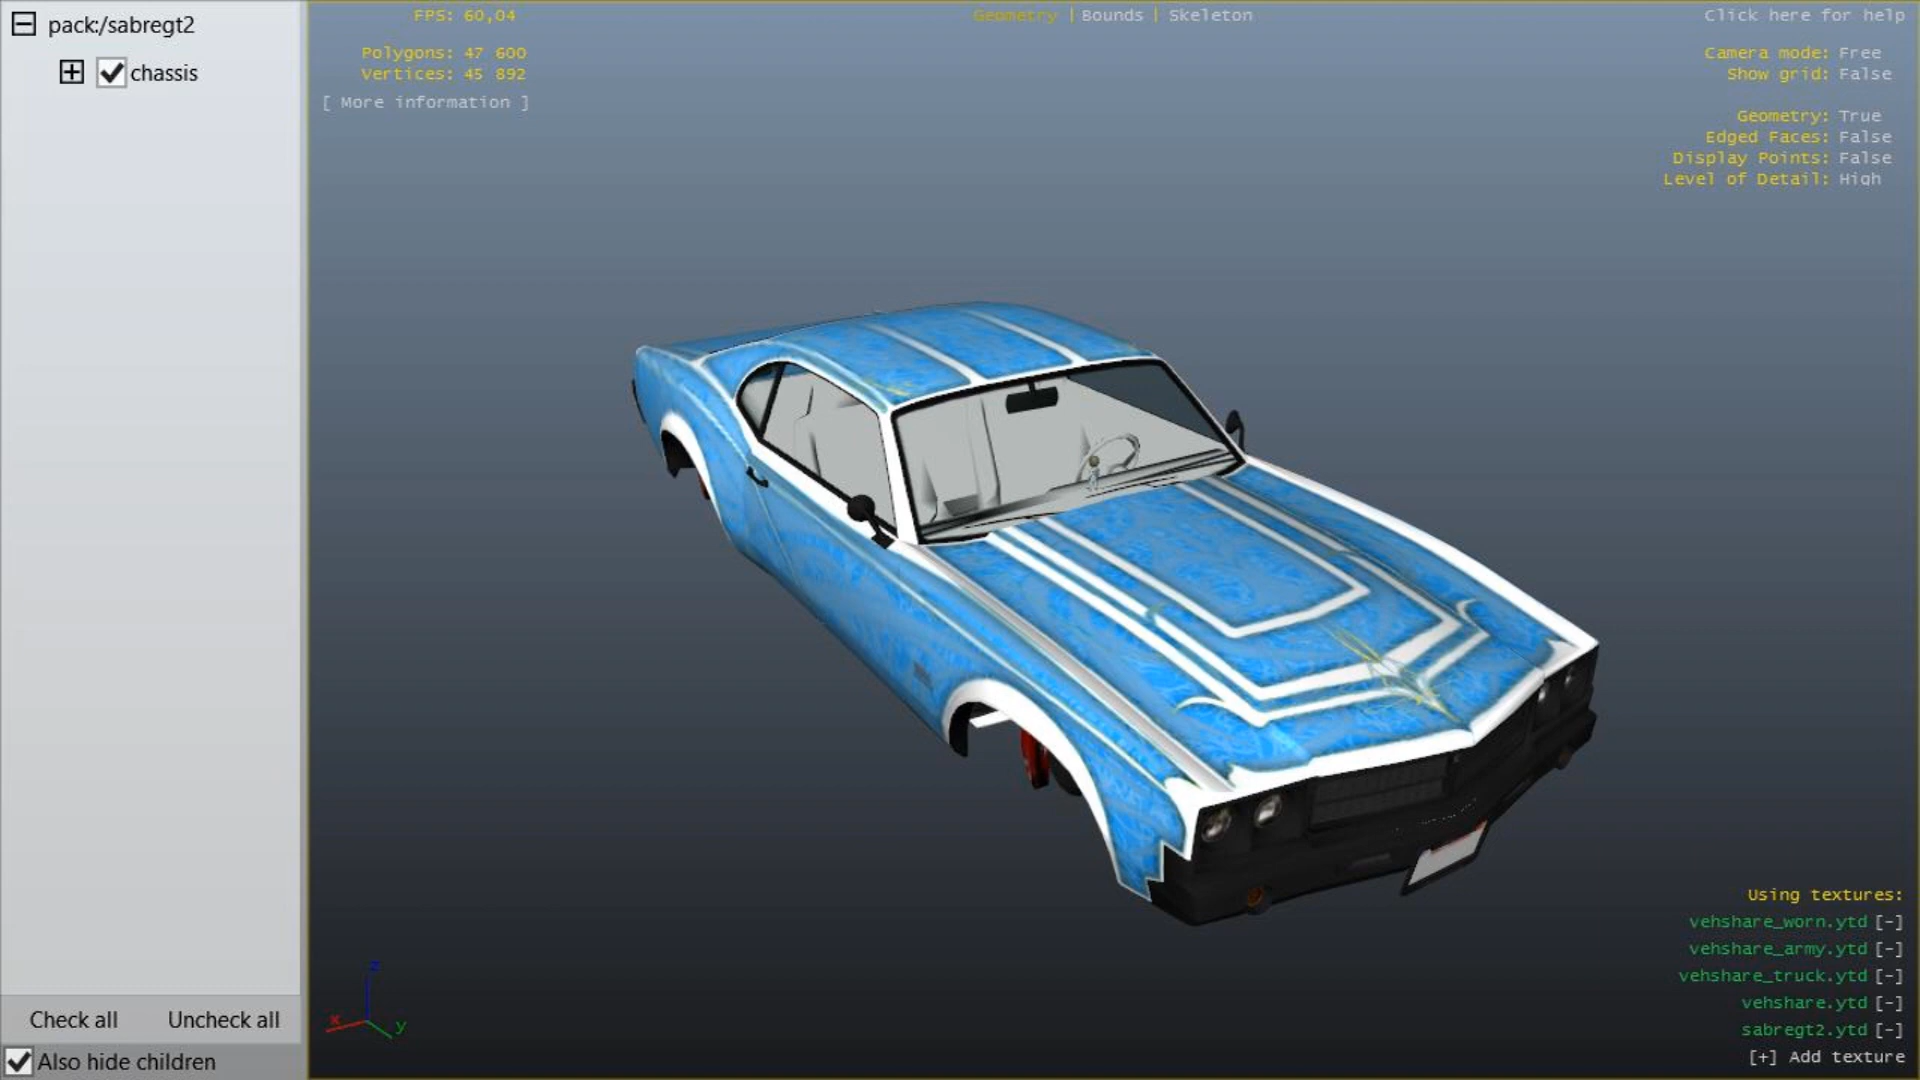 pack:/sabregt2
chassis
Check all
Uncheck all
Also hide children
FPS: 60,04
Polygons: 47 600
Vertices: 45 892
[ More information ]
Geometry | Bounds | Skeleton
Click here for help
Camera mode: Free
Show grid: False
Geometry: True
Edged Faces: False
Display Points: False
Level of Detail: High
z
x
y
Using textures:
vehshare_worn.ytd [-]
vehshare_army.ytd [-]
vehshare_truck.ytd [-]
vehshare.ytd [-]
sabregt2.ytd [-]
[+] Add texture